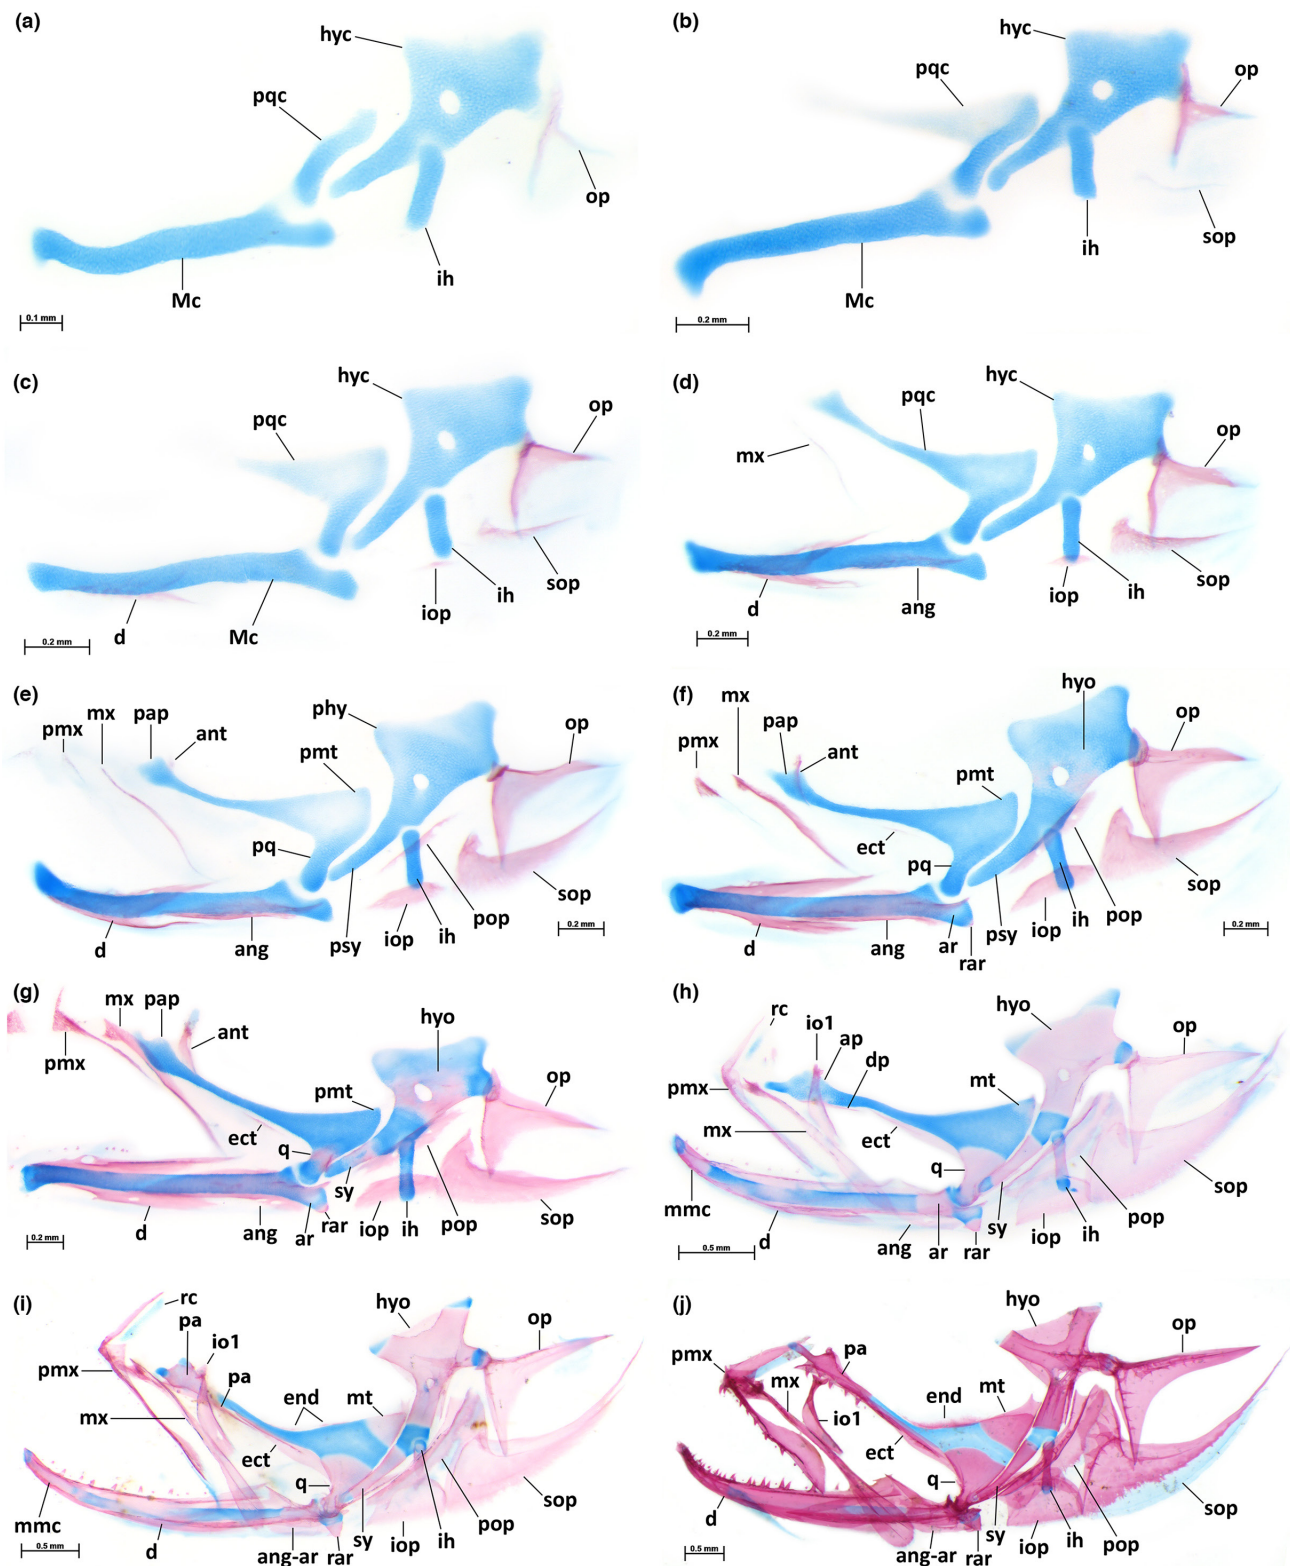 (a)
hyc
pqc
op
ih
Mc
0.1 mm
(b)
hyc
pqc
op
sop
ih
Mc
0.2 mm
(c)
hyc
pqc
op
sop
ih
iop
d
Mc
0.2 mm
(d)
hyc
pqc
mx
op
sop
ih
iop
d
ang
0.2 mm
(e)
pmx
mx
pap
ant
phy
pmt
op
pq
sop
pop
d
ang
psy
iop
ih
0.2 mm
(f)
pmx
mx
pap
ant
hyo
op
pmt
ect
pq
sop
pop
d
ang
ar
rar
psy
iop
ih
0.2 mm
(g)
mx
pap
pmx
ant
hyo
pmt
op
ect
q
sy
d
ang
ar
rar
iop
ih
pop
sop
0.2 mm
(h)
rc
io1
ap
dp
hyo
op
pmx
mt
mx
ect
q
mmc
d
ang
ar
rar
sy
iop
ih
pop
sop
0.5 mm
(i)
rc
pa
io1
hyo
op
pmx
pa
end
mt
mx
ect
q
mmc
d
ang-ar
rar
sy
iop
ih
pop
sop
0.5 mm
(j)
hyo
op
pmx
pa
mx
end
mt
io1
ect
q
d
ang-ar
rar
sy
iop
ih
pop
sop
0.5 mm